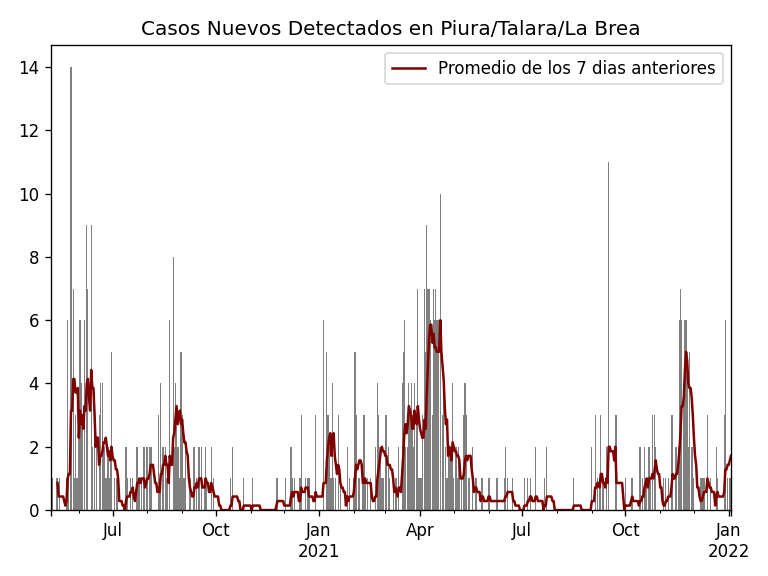 Casos Nuevos Detectados en Piura/Talara/La Brea
Promedio de los 7 dias anteriores
14
12
10
8
6
4
2
0
Jul
Oct
Jan
2021
Apr
Jul
Oct
Jan
2022